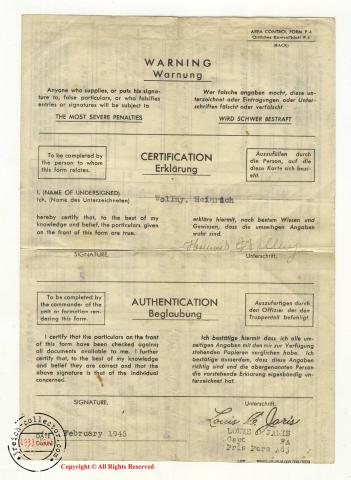 AREA CONTROL FORM P.4
Örtliches Kontrollblatt P.4
(BACK)
WARNING
Warnung
Anyone who supplies, or puts his signature to, false particulars, or who falsifies entries or signatures will be subject to
THE MOST SEVERE PENALTIES
Wer falsche angaben macht, diese unterzeichnet oder Eintragungen oder Unterschriften fälscht oder verfälscht
WIRD SCHWER BESTRAFT
To be completed by
the person to whom
this form relates.
CERTIFICATION
Erklärung
Auszufüllen durch
die Person, auf die
diese Karte sich bezieht.
I, (NAME OF UNDERSIGNED)
Ich, (Name des Unterzeichneten)
Wollny, Heinrich
hereby certify that, to the best of my
knowledge and belief, the particulars given
on the front of this form are true.
erkläre hiermit, nach bestem Wissen und
Gewissen, dass die umseitigen Angaben
wahr sind.
SIGNATURE.
Unterschrift.
To be completed by
the commander of the
unit or formation rendering this form.
AUTHENTICATION
Beglaubung
Auszufertigen durch
den Offizier der den
Truppenteil befehligt.
I certify that the particulars on the front
of this form have been checked against
all documents available to me. I further
certify that, to the best of my knowledge
and belief they are correct and that the
above signature is that of the individual
concerned.
Ich bestätige hiermit dass ich alle umseitigen Angaben mit den mir zur Verfügung
stehenden Papieren verglichen habe. Ich
bestätige ausserdem, dass diese Angaben
richtig sind und die obergenannten Person
die vorstehende Erklärung eigenhändig unterzeichnet hat.
SIGNATURE.
Unterschrift.
February 1946
DATE
Capt FA
Adj
Copyright © All Rights Reserved